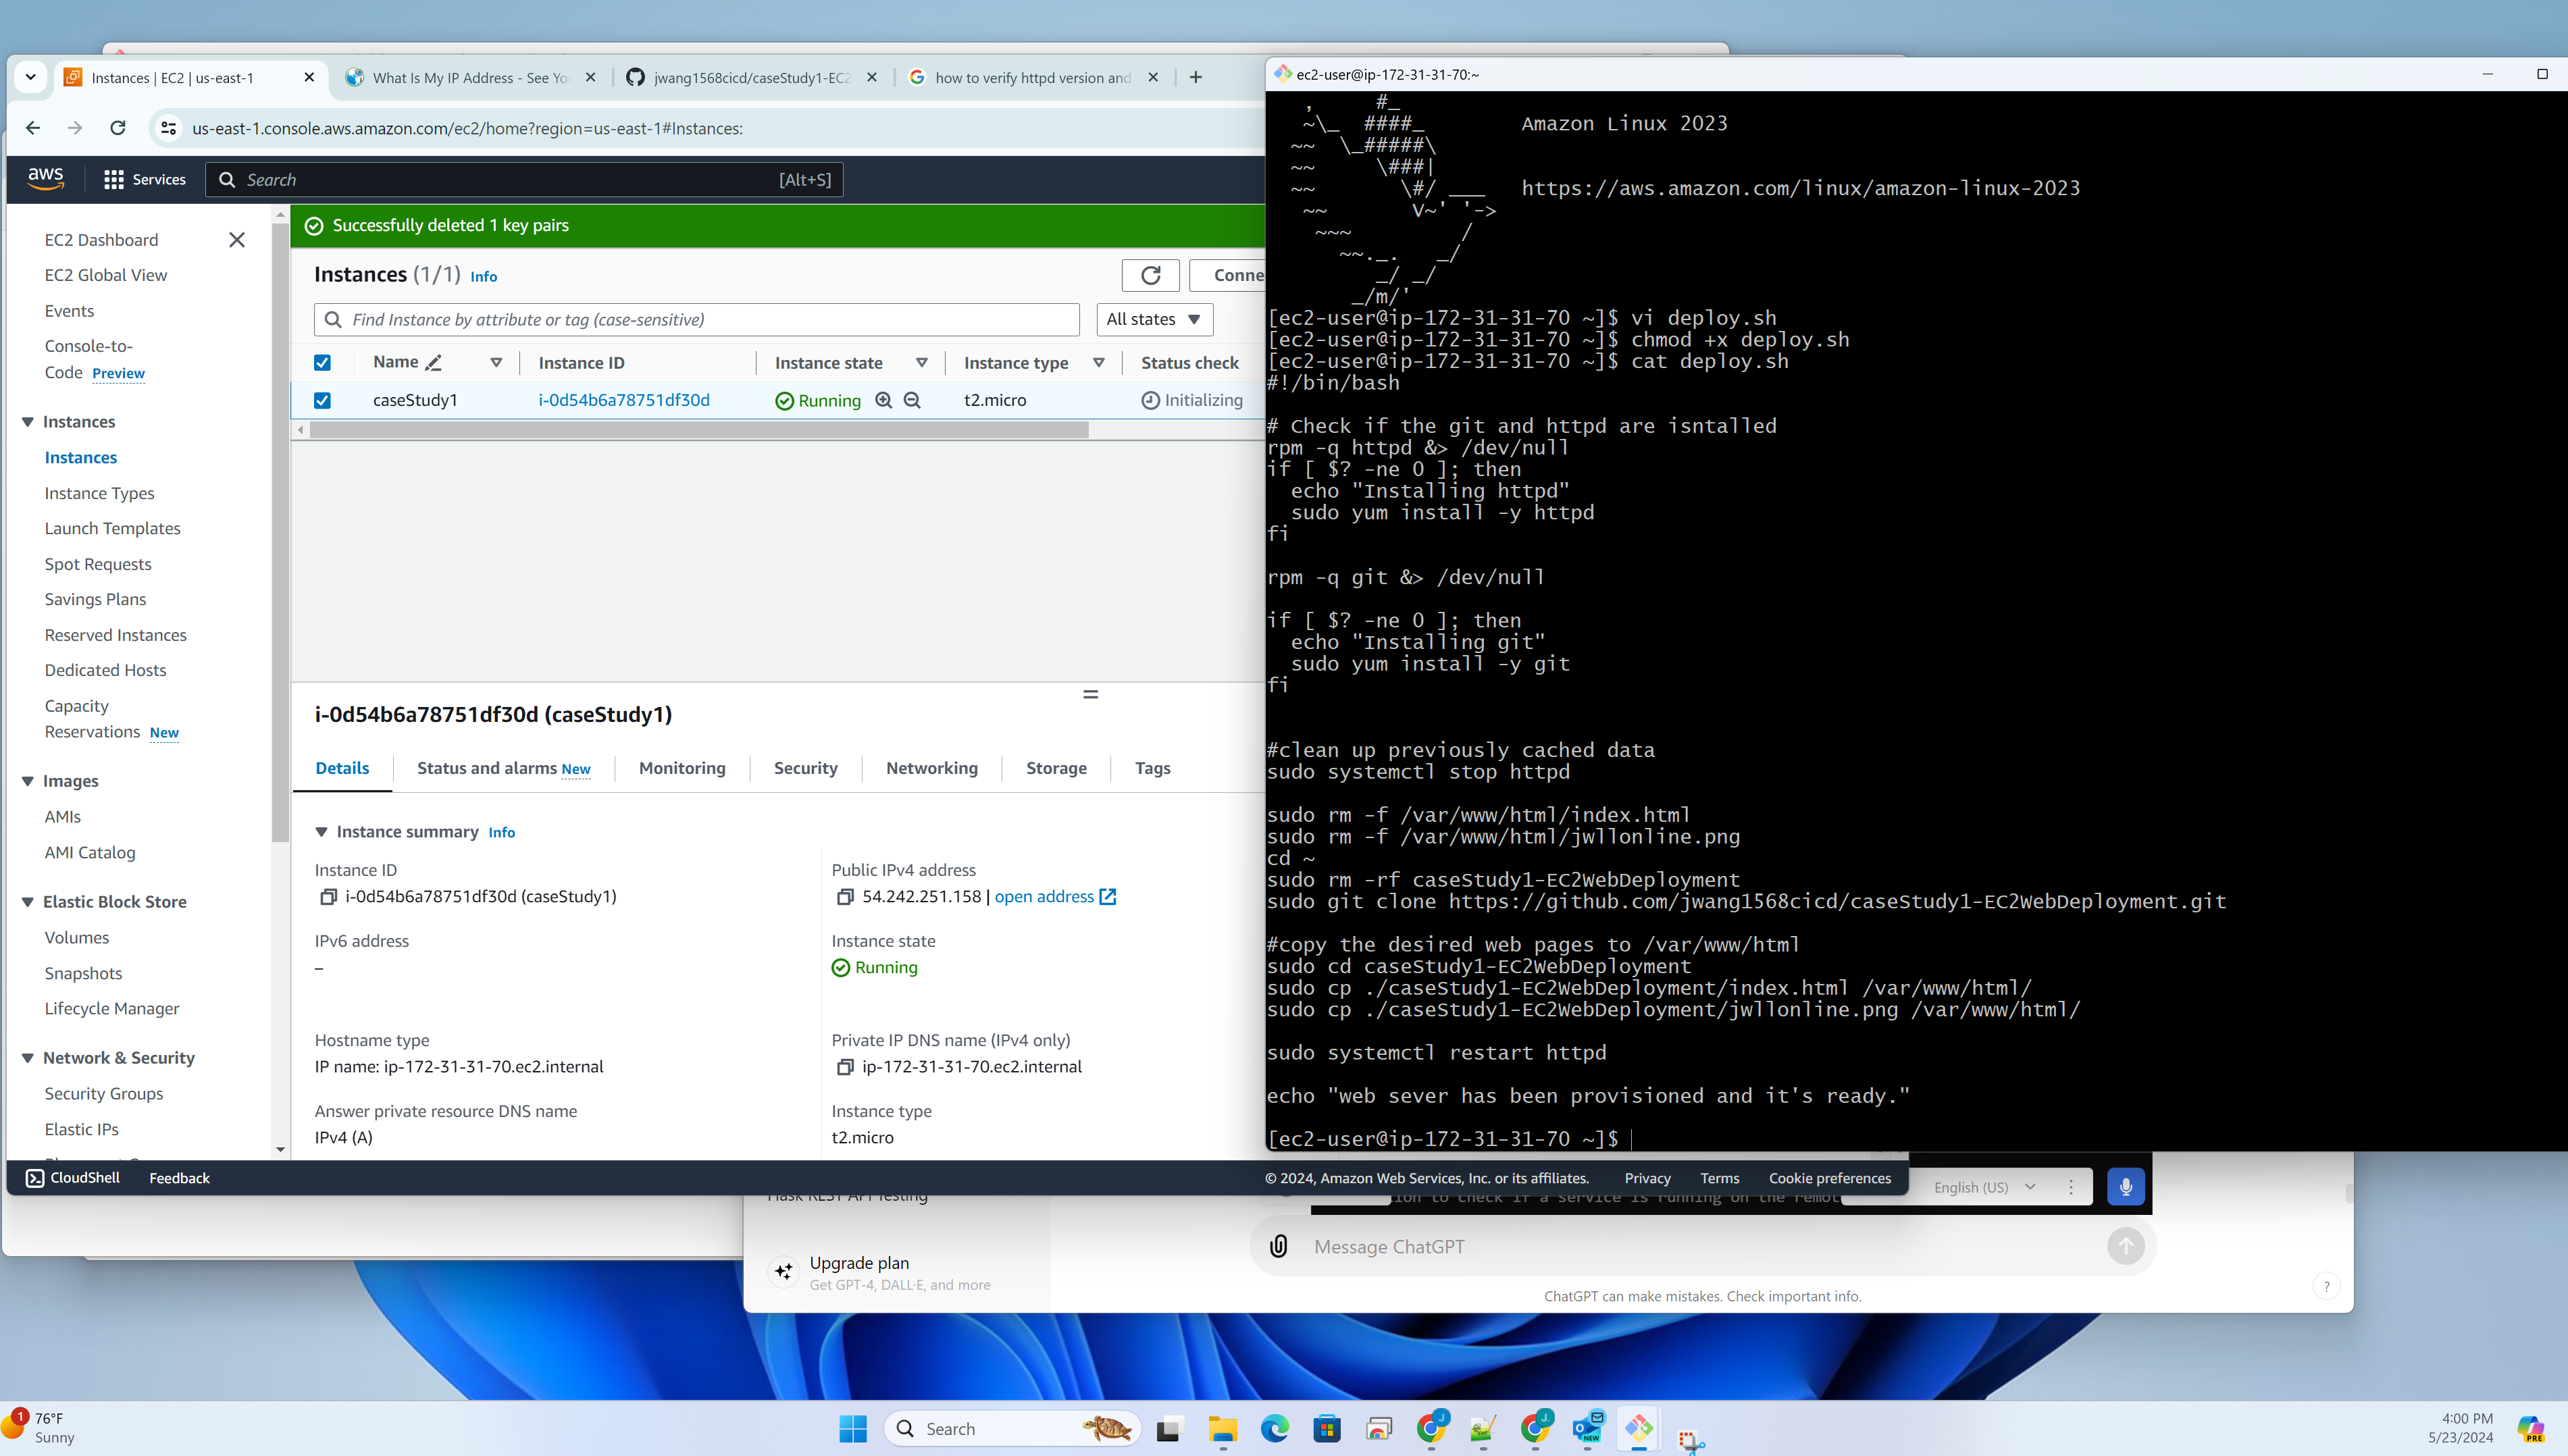 Instances | EC2 | us-east-1
What Is My IP Address - See Yo
jwang1568cicd/caseStudy1-EC2
how to verify httpd version and
us-east-1.console.aws.amazon.com/ec2/home?region=us-east-1#Instances:
aws
Services
Search
[Alt+S]
EC2 Dashboard
EC2 Global View
Events
Console-to-
Code Preview
Instances
Instances
Instance Types
Launch Templates
Spot Requests
Savings Plans
Reserved Instances
Dedicated Hosts
Capacity
Reservations New
Images
AMIs
AMI Catalog
Elastic Block Store
Volumes
Snapshots
Lifecycle Manager
Network & Security
Security Groups
Elastic IPs
Successfully deleted 1 key pairs
Instances (1/1) Info
Conne
Find Instance by attribute or tag (case-sensitive)
All states
Name
Instance ID
Instance state
Instance type
Status check
caseStudy1
i-0d54b6a78751df30d
Running
t2.micro
Initializing
i-0d54b6a78751df30d (caseStudy1)
Details
Status and alarms New
Monitoring
Security
Networking
Storage
Tags
Instance summary Info
Instance ID
i-0d54b6a78751df30d (caseStudy1)
Public IPv4 address
54.242.251.158 | open address
IPv6 address
–
Instance state
Running
Hostname type
IP name: ip-172-31-31-70.ec2.internal
Private IP DNS name (IPv4 only)
ip-172-31-31-70.ec2.internal
Answer private resource DNS name
IPv4 (A)
Instance type
t2.micro
CloudShell
Feedback
© 2024, Amazon Web Services, Inc. or its affiliates.
Privacy
Terms
Cookie preferences
ec2-user@ip-172-31-31-70:~
   ,     #_
   ~\_  ####_        Amazon Linux 2023
  ~~  \_#####\
  ~~     \###|
  ~~       \#/ ___   https://aws.amazon.com/linux/amazon-linux-2023
   ~~       V~' '->
    ~~~         /
      ~~._.   _/
         _/ _/
       _/m/'
[ec2-user@ip-172-31-31-70 ~]$ vi deploy.sh
[ec2-user@ip-172-31-31-70 ~]$ chmod +x deploy.sh
[ec2-user@ip-172-31-31-70 ~]$ cat deploy.sh
#!/bin/bash
# Check if the git and httpd are isntalled
rpm -q httpd &> /dev/null
if [ $? -ne 0 ]; then
  echo "Installing httpd"
  sudo yum install -y httpd
fi
rpm -q git &> /dev/null
if [ $? -ne 0 ]; then
  echo "Installing git"
  sudo yum install -y git
fi
#clean up previously cached data
sudo systemctl stop httpd
sudo rm -f /var/www/html/index.html
sudo rm -f /var/www/html/jwllonline.png
cd ~
sudo rm -rf caseStudy1-EC2WebDeployment
sudo git clone https://github.com/jwang1568cicd/caseStudy1-EC2WebDeployment.git
#copy the desired web pages to /var/www/html
sudo cd caseStudy1-EC2WebDeployment
sudo cp ./caseStudy1-EC2WebDeployment/index.html /var/www/html/
sudo cp ./caseStudy1-EC2WebDeployment/jwllonline.png /var/www/html/
sudo systemctl restart httpd
echo "web sever has been provisioned and it's ready."
[ec2-user@ip-172-31-31-70 ~]$
ion to check if a service is running on the remot
English (US)
Message ChatGPT
Upgrade plan
Get GPT-4, DALL·E, and more
ChatGPT can make mistakes. Check important info.
?
1
76°F
Sunny
Search
J
J.
NEW
4:00 PM
5/23/2024
PRE